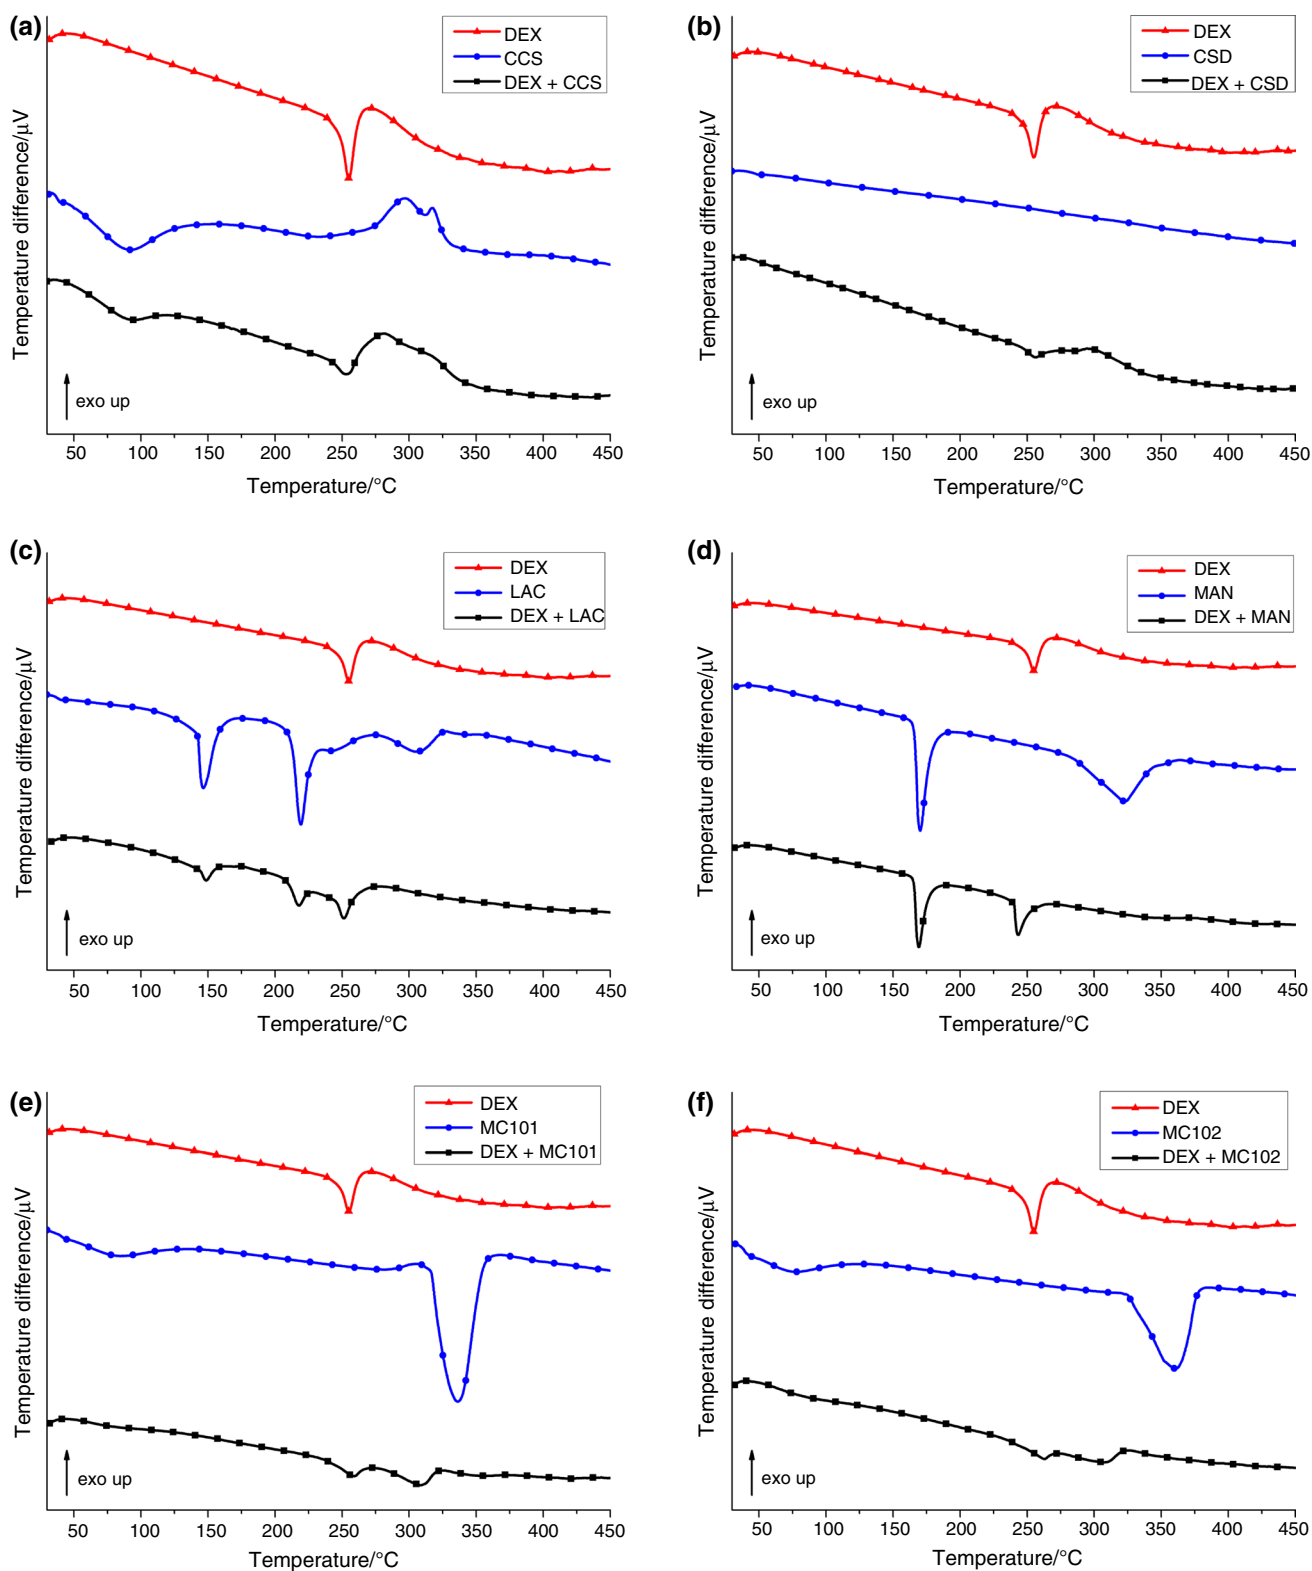 (a)
DEX
CCS
DEX + CCS
Temperature difference/μV
exo up
50 100 150 200 250 300 350 400 450
Temperature/°C
(b)
DEX
CSD
DEX + CSD
Temperature difference/μV
exo up
50 100 150 200 250 300 350 400 450
Temperature/°C
(c)
DEX
LAC
DEX + LAC
Temperature difference/μV
exo up
50 100 150 200 250 300 350 400 450
Temperature/°C
(d)
DEX
MAN
DEX + MAN
Temperature difference/μV
exo up
50 100 150 200 250 300 350 400 450
Temperature/°C
(e)
DEX
MC101
DEX + MC101
Temperature difference/μV
exo up
50 100 150 200 250 300 350 400 450
Temperature/°C
(f)
DEX
MC102
DEX + MC102
Temperature difference/μV
exo up
50 100 150 200 250 300 350 400 450
Temperature/°C